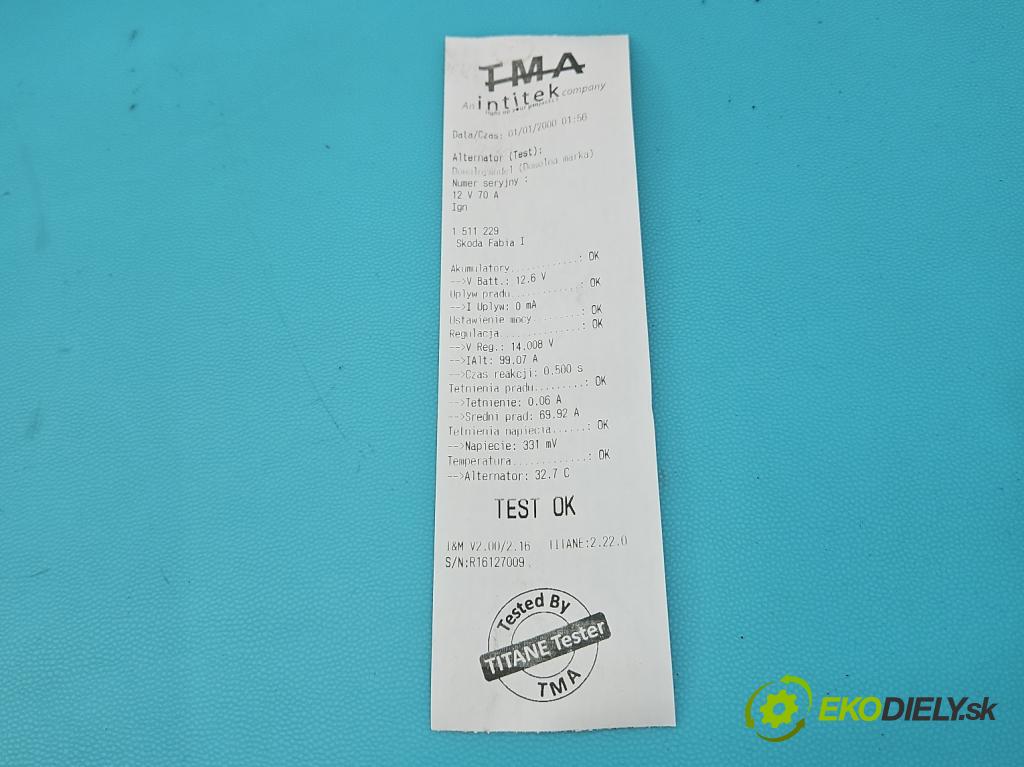 TMA
An intitek company
Data/Czas: 01/01/2000 01:56
Alternator (Test):
(Dowolna marka)
Numer seryjny :
12 V 70 A
Ign
1 511 229
Skoda Fabia I
Akumulatory............: OK
-->V Batt.: 12.6 V
Uplyw pradu............: OK
-->I Uplyw: 0 mA
Ustawienie mocy........: OK
Regulacja..............: OK
-->V Reg.: 14.008 V
-->IAlt: 99.07 A
-->Czas reakcji: 0.500 s
Tetnienia pradu........: OK
-->Tetnienie: 0.06 A
-->Sredni prad: 69.92 A
Tetnienia napiecia.....: OK
-->Napiecie: 331 mV
Temperatura............: OK
-->Alternator: 32.7 C
TEST OK
T&M V2.00/2.16 TITANE:2.22.0
S/N:R16127009
Tested By
TITANE Tester
TMA
EKODIELY.sk